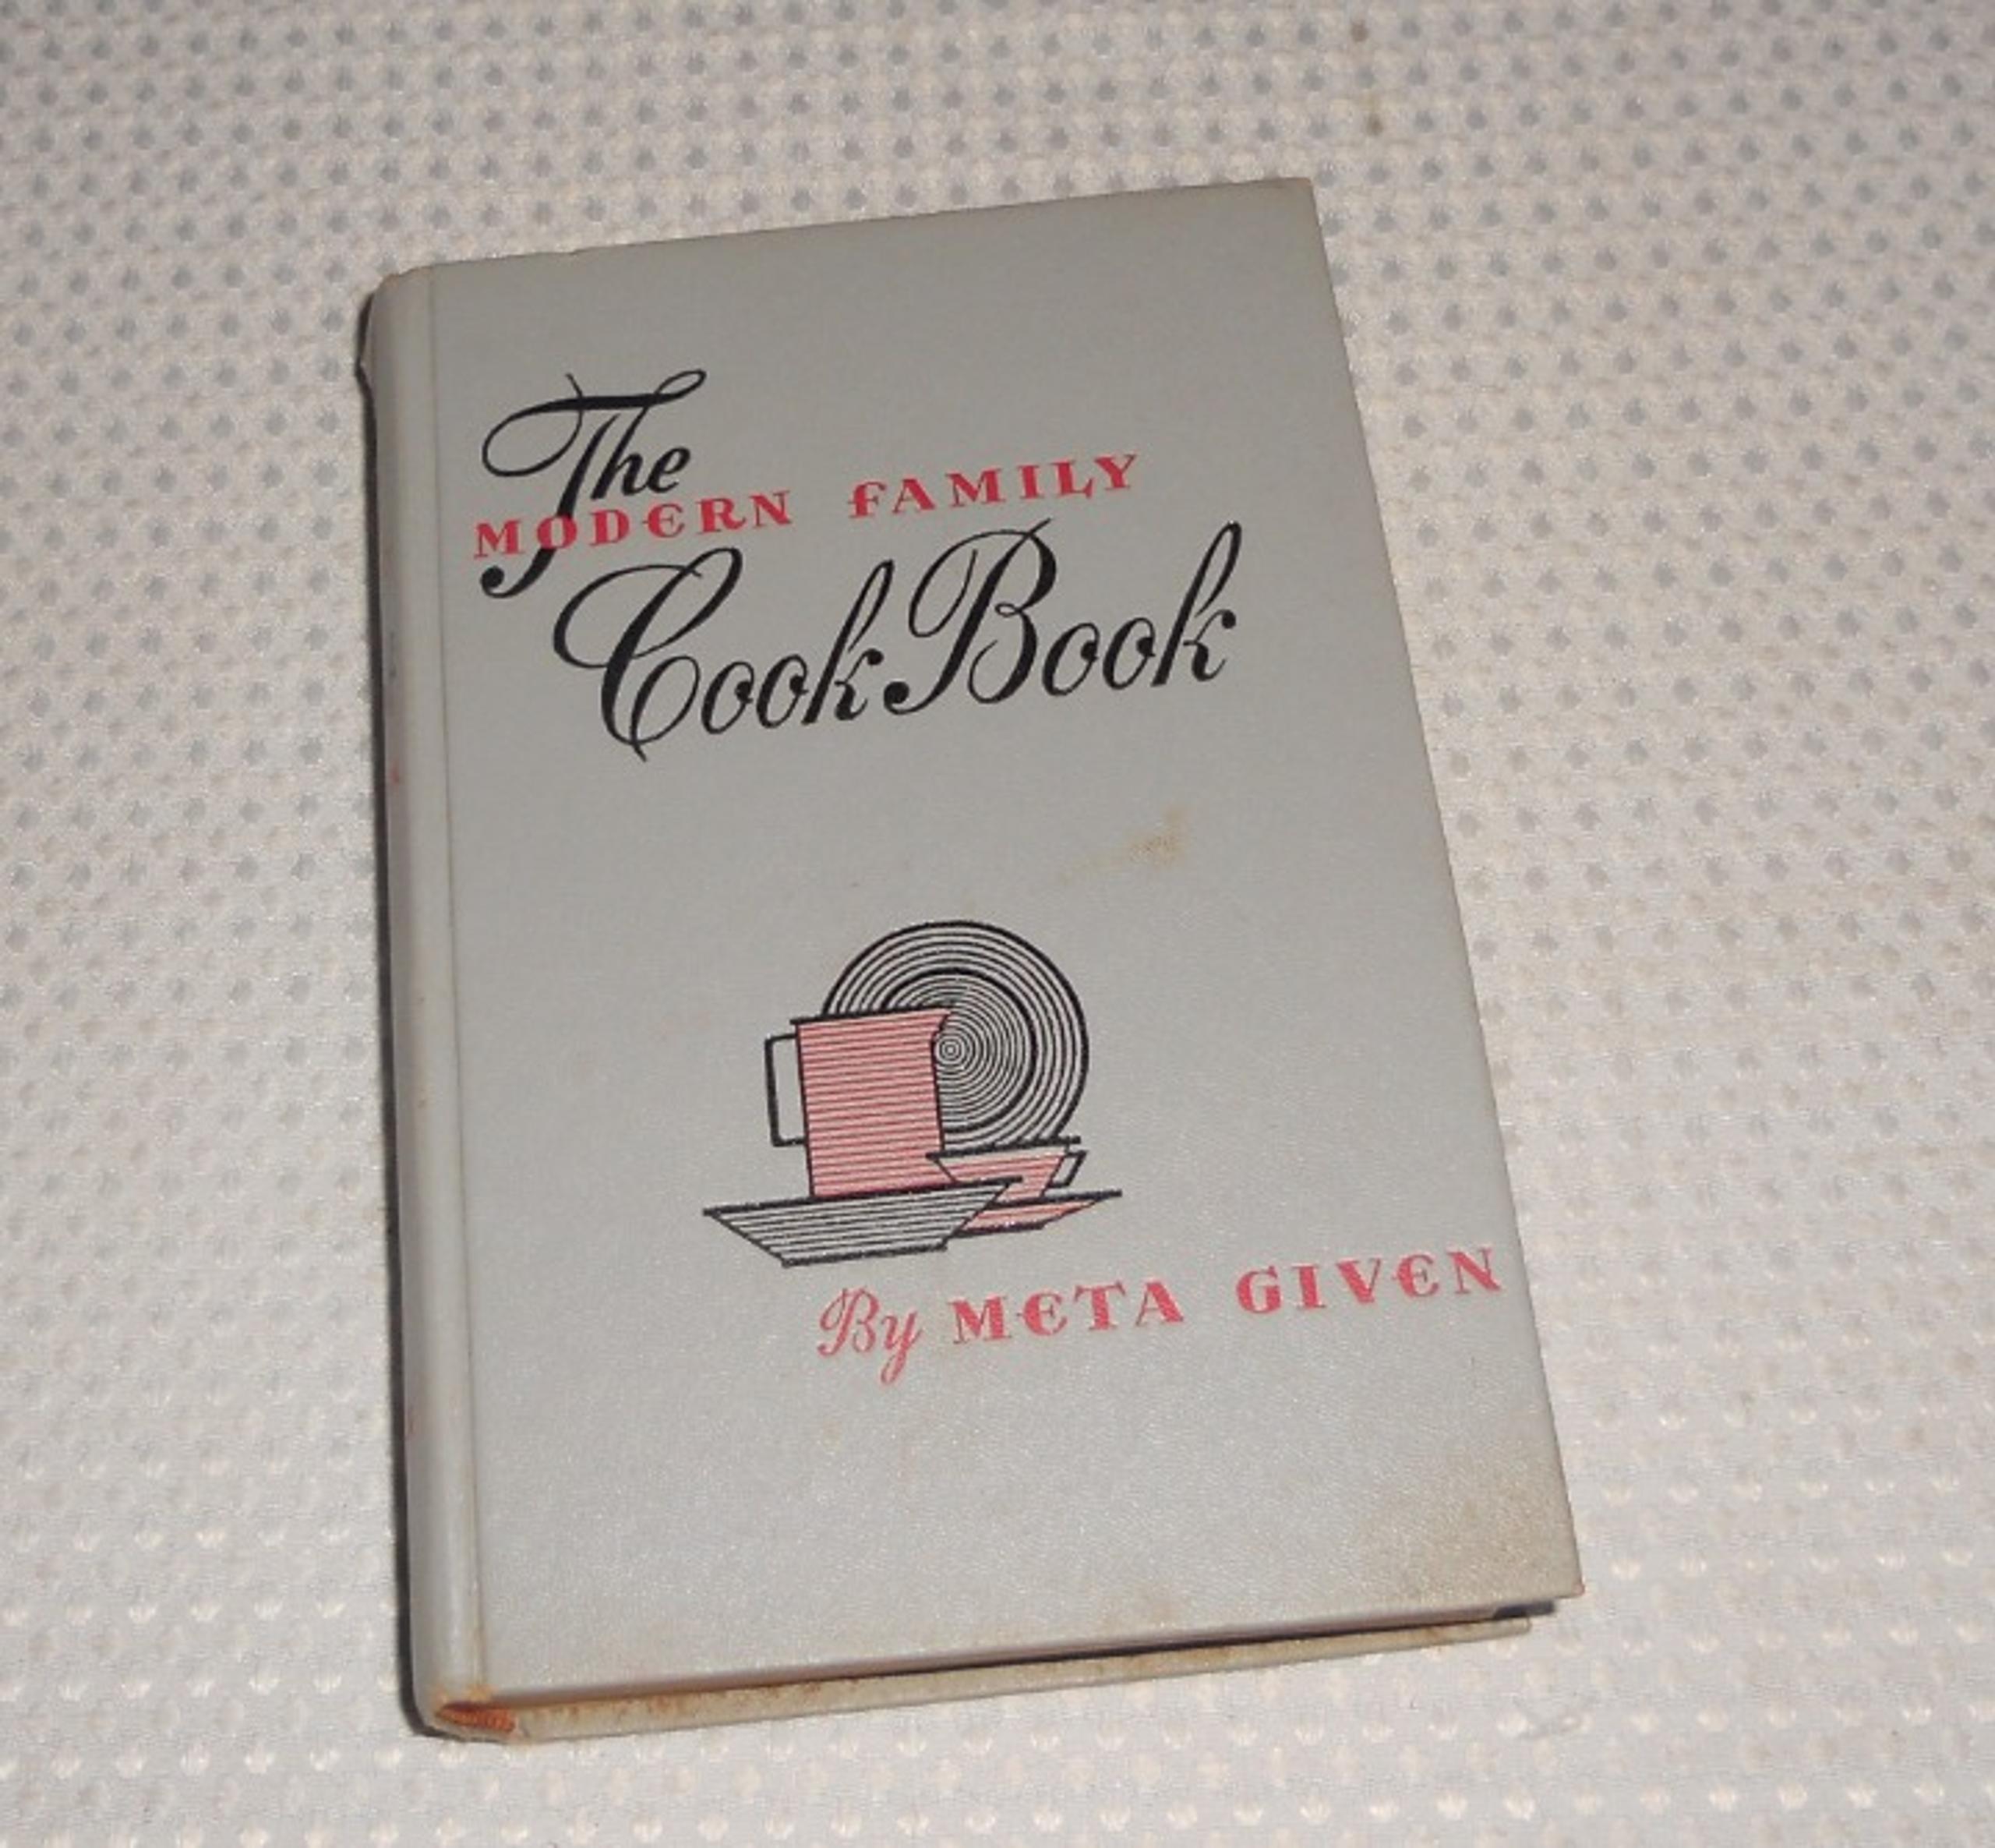 The
MODERN FAMILY
Cook Book
By META GIVEN